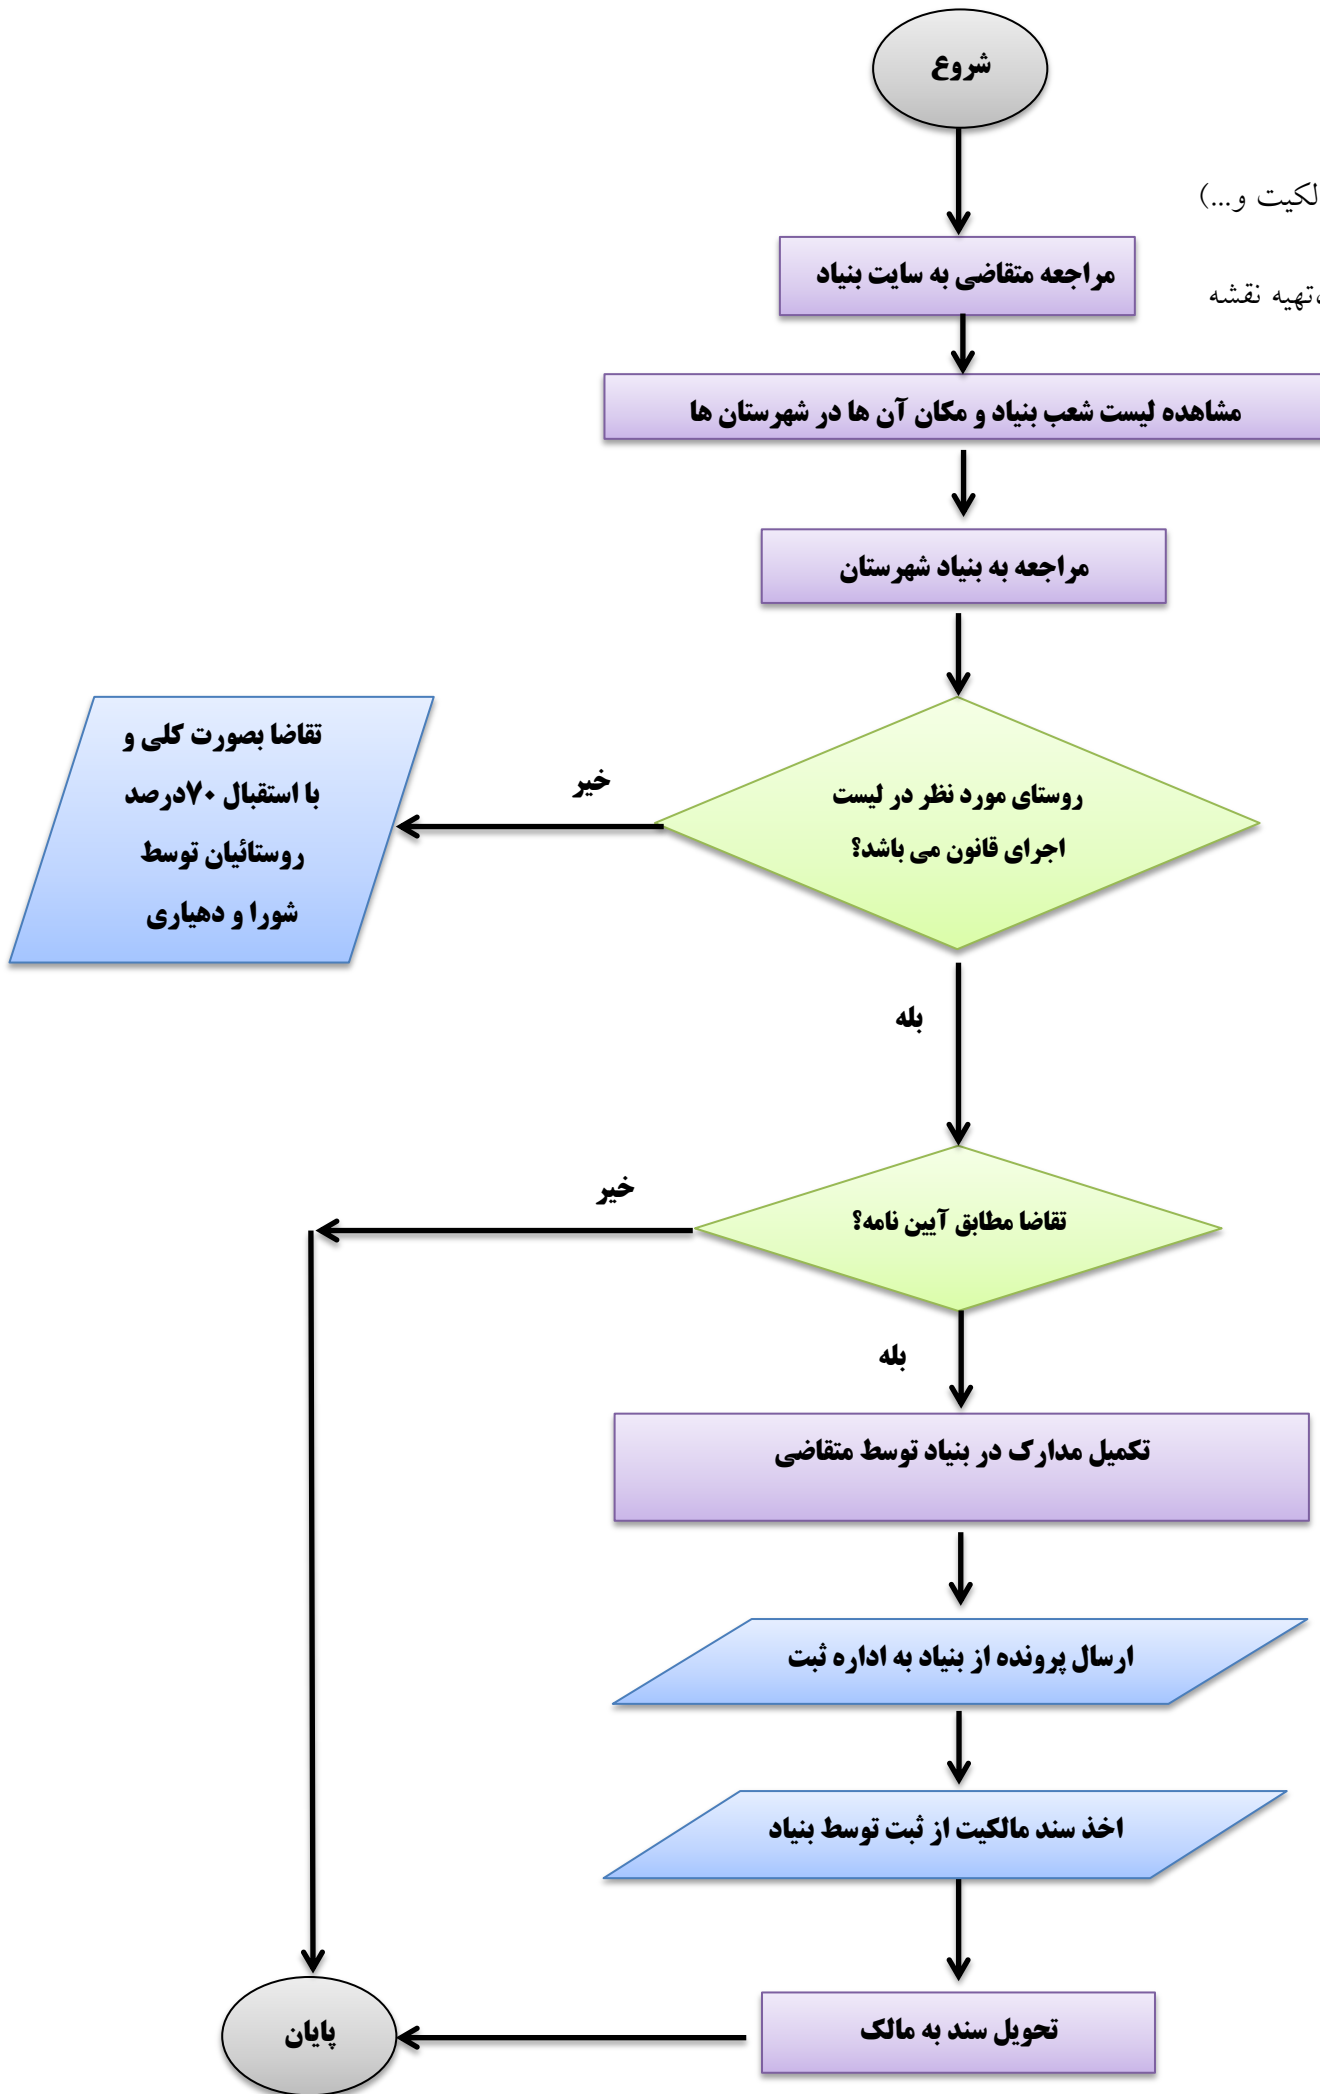 شروع
لکیت و...)
مراجعه متقاضی به سایت بنیاد
تهیه نقشه
مشاهده لیست شعب بنیاد و مکان آن ها در شهرستان ها
مراجعه به بنیاد شهرستان
روستای مورد نظر در لیست
اجرای قانون می باشد؟
خیر
تقاضا بصورت کلی و
با استقبال ۷۰درصد
روستائیان توسط
شورا و دهیاری
بله
تقاضا مطابق آیین نامه؟
خیر
بله
تکمیل مدارک در بنیاد توسط متقاضی
ارسال پرونده از بنیاد به اداره ثبت
اخذ سند مالکیت از ثبت توسط بنیاد
تحویل سند به مالک
پایان